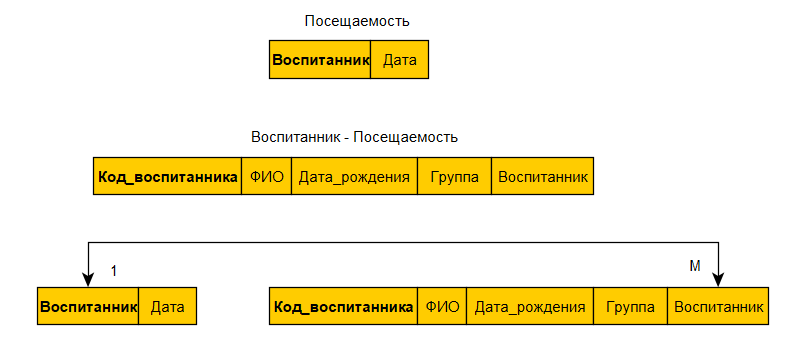 Посещаемость
Воспитанник Дата
Воспитанник - Посещаемость
Код_воспитанника ФИО Дата_рождения Группа Воспитанник
1 М
Воспитанник Дата Код_воспитанника ФИО Дата_рождения Группа Воспитанник